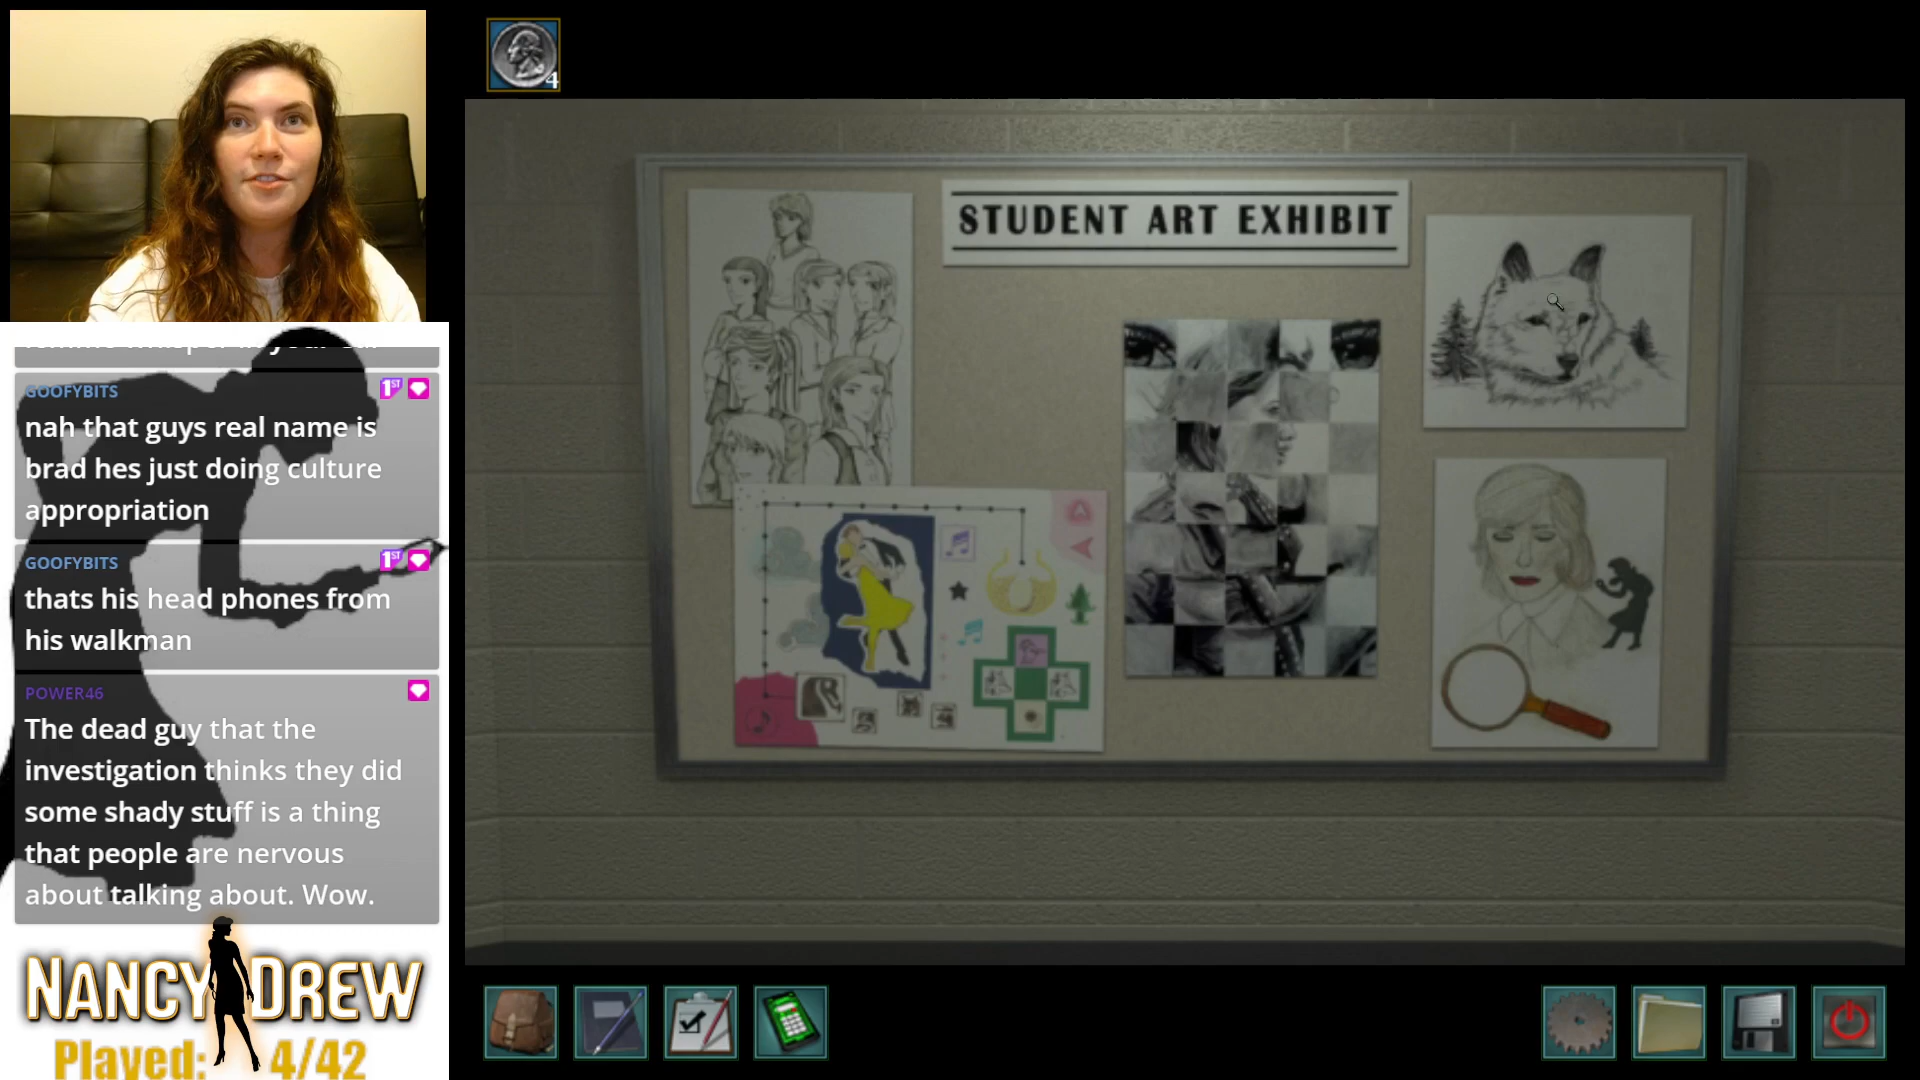 4
STUDENT ART EXHIBIT
GOOFYBITS
1ST
nah that guys real name is
brad hes just doing culture
appropriation
GOOFYBITS
1ST
thats his head phones from
his walkman
POWER46
The dead guy that the
investigation thinks they did
some shady stuff is a thing
that people are nervous
about talking about. Wow.
NANCY DREW
Played: 4/42